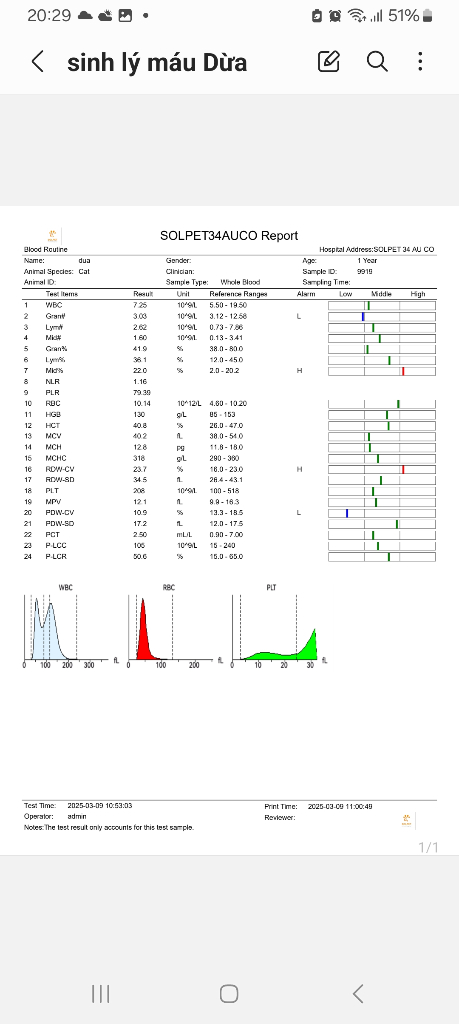 20:29
51%
sinh lý máu Dừa
SOLPET34AUCO Report
Blood Routine Hospital Address:SOLPET 34 AU CO
Name: dua Gender: Age: 1 Year
Animal Species: Cat Clinician: Sample ID: 9919
Animal ID: Sample Type: Whole Blood Sampling Time:
Test Items Result Unit Reference Ranges Alarm Low Middle High
1 WBC 7.25 10^9/L 5.50 - 19.50
2 Gran# 3.03 10^9/L 3.12 - 12.58 L
3 Lym# 2.62 10^9/L 0.73 - 7.86
4 Mid# 1.60 10^9/L 0.13 - 3.41
5 Gran% 41.9 % 38.0 - 80.0
6 Lym% 36.1 % 12.0 - 45.0
7 Mid% 22.0 % 2.0 - 20.2 H
8 NLR 1.16
9 PLR 79.39
10 RBC 10.14 10^12/L 4.60 - 10.20
11 HGB 130 g/L 85 - 153
12 HCT 40.8 % 26.0 - 47.0
13 MCV 40.2 fL 38.0 - 54.0
14 MCH 12.8 pg 11.8 - 18.0
15 MCHC 318 g/L 290 - 360
16 RDW-CV 23.7 % 16.0 - 23.0 H
17 RDW-SD 34.5 fL 26.4 - 43.1
18 PLT 208 10^9/L 100 - 518
19 MPV 12.1 fL 9.9 - 16.3
20 PDW-CV 10.9 % 13.3 - 18.5 L
21 PDW-SD 17.2 fL 12.0 - 17.5
22 PCT 2.50 mL/L 0.90 - 7.00
23 P-LCC 105 10^9/L 15 - 240
24 P-LCR 50.6 % 15.0 - 65.0
WBC RBC PLT
0 100 200 300 fL 0 100 200 fL 0 10 20 30 fL
Test Time: 2025-03-09 10:53:03 Print Time: 2025-03-09 11:00:49
Operator: admin Reviewer:
Notes:The test result only accounts for this test sample.
1/1